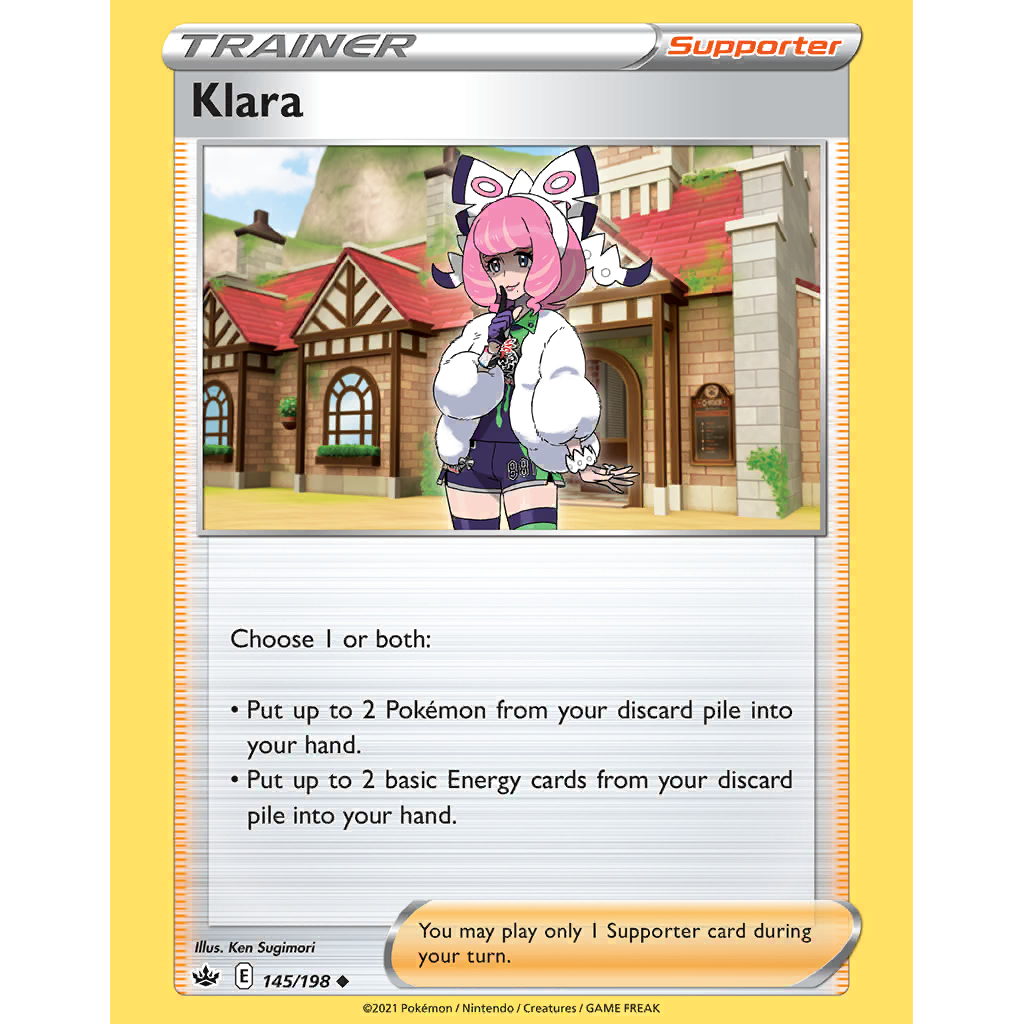 TRAINER
Supporter
Klara
Choose 1 or both:
• Put up to 2 Pokémon from your discard pile into
your hand.
• Put up to 2 basic Energy cards from your discard
pile into your hand.
You may play only 1 Supporter card during
your turn.
Illus. Ken Sugimori
E 145/198
©2021 Pokémon / Nintendo / Creatures / GAME FREAK